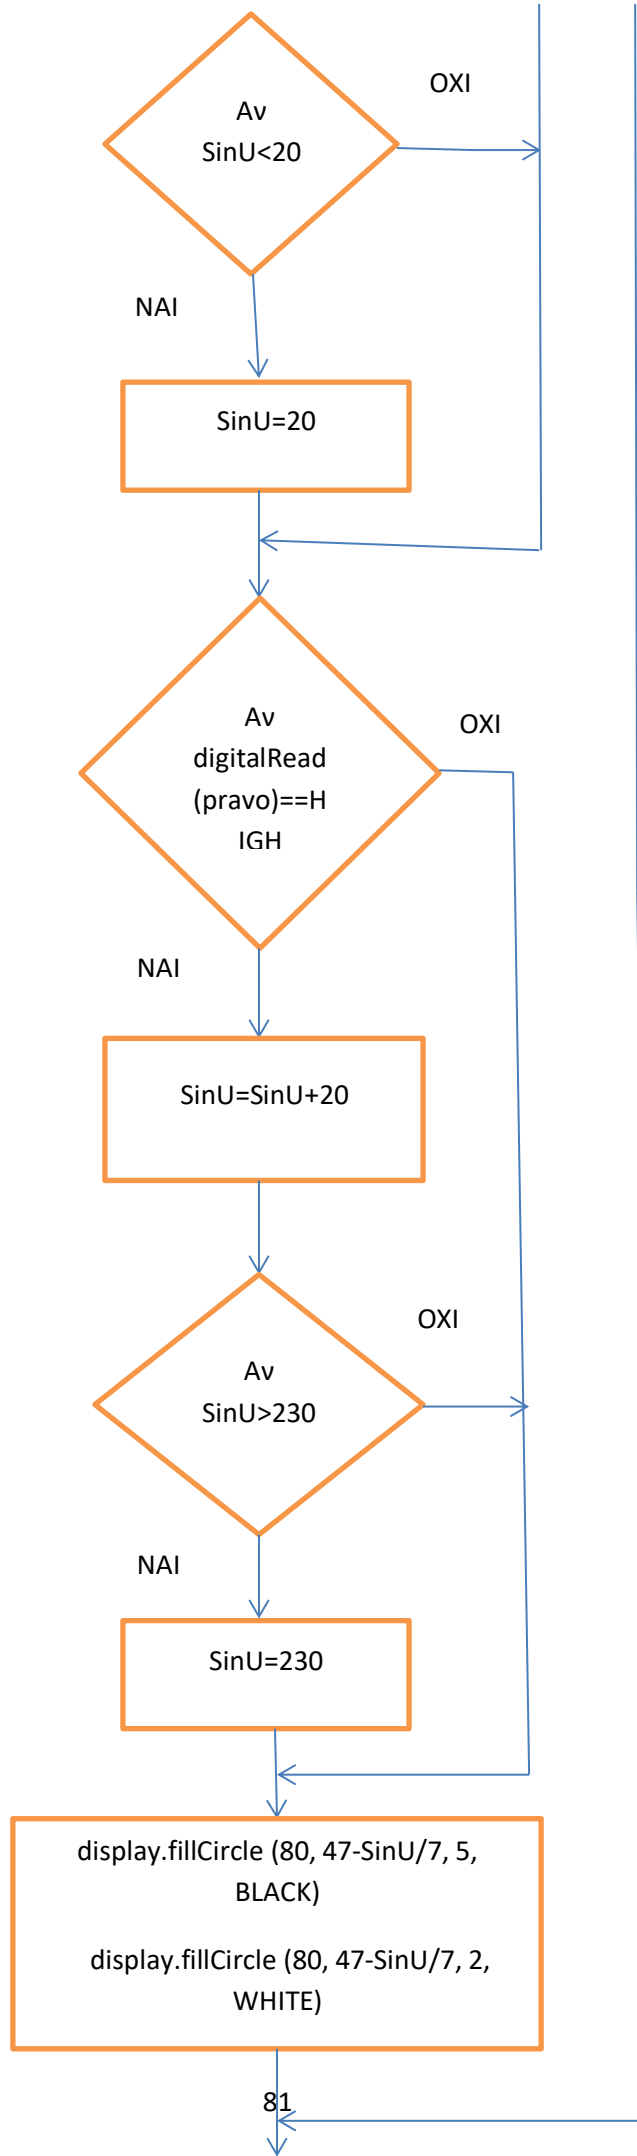 OXI
Αν
SinU<20
NAI
SinU=20
Αν
digitalRead
(pravo)==H
IGH
OXI
NAI
SinU=SinU+20
OXI
Αν
SinU>230
NAI
SinU=230
display.fillCircle (80, 47-SinU/7, 5,
BLACK)
display.fillCircle (80, 47-SinU/7, 2,
WHITE)
81